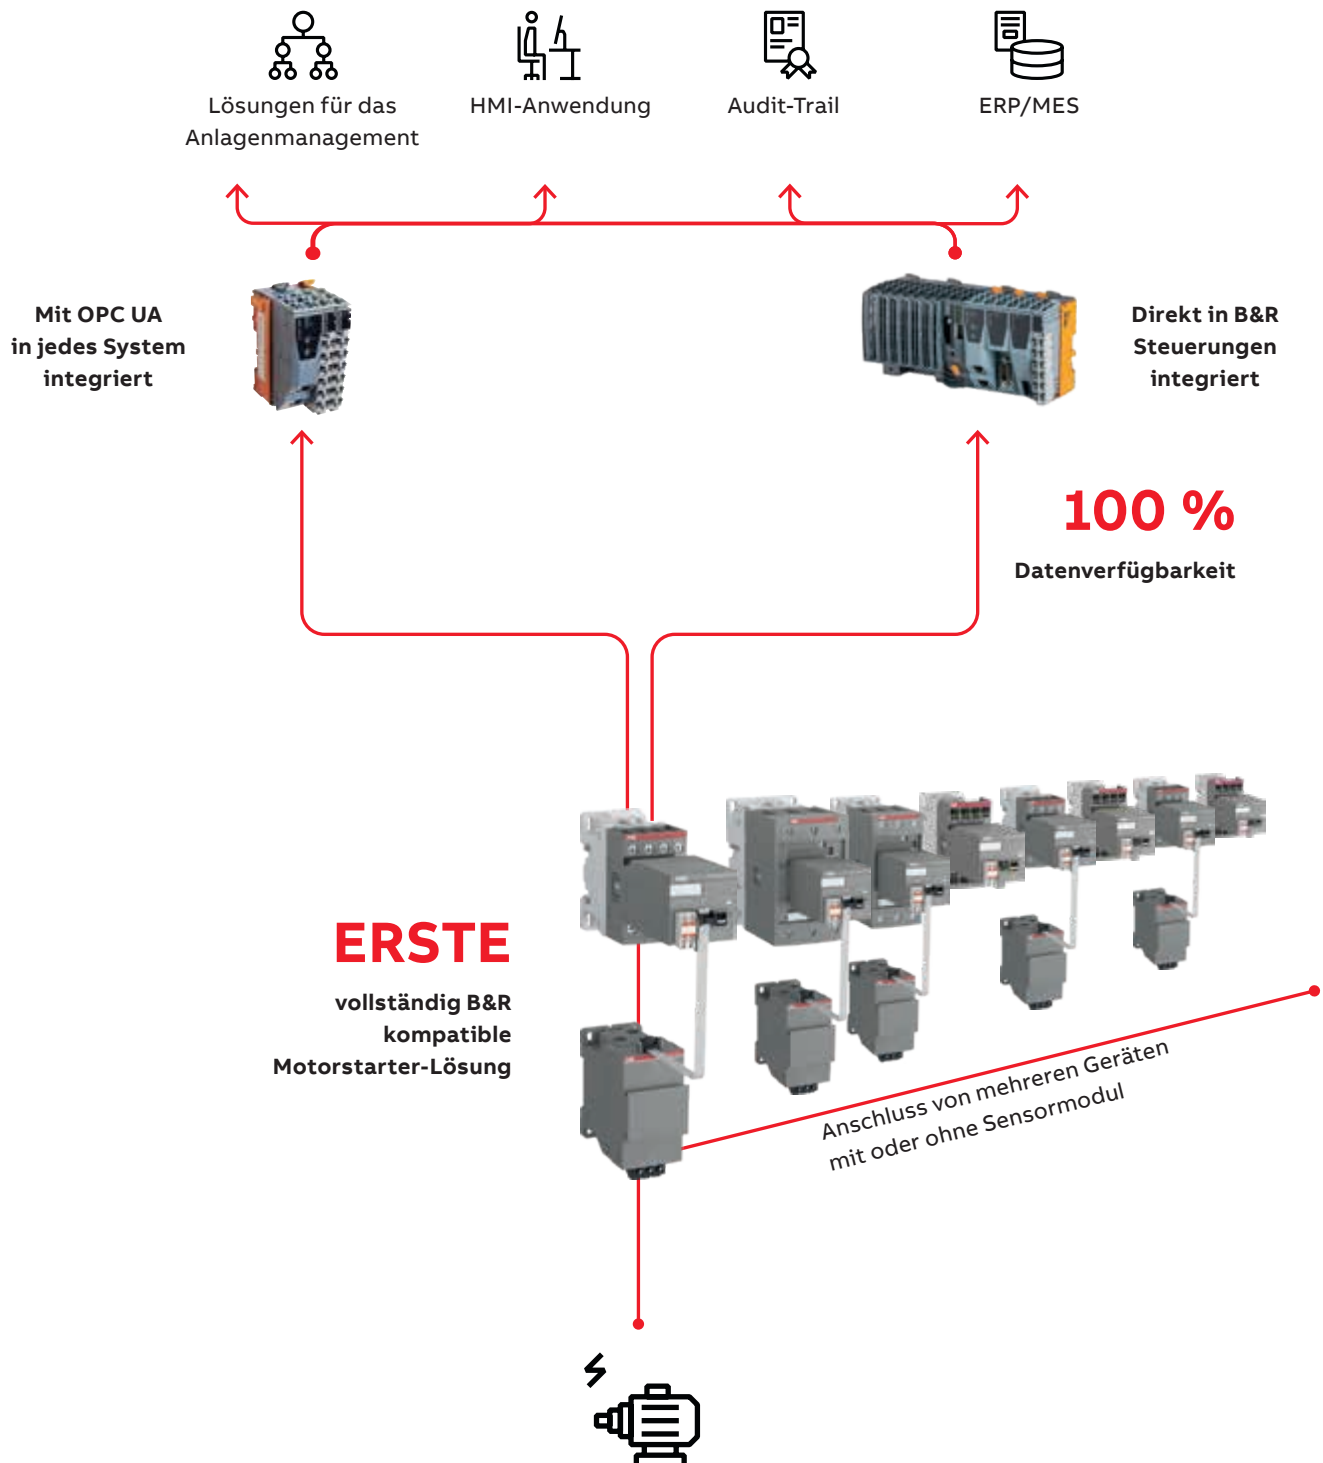 Lösungen für das
Anlagenmanagement
HMI-Anwendung
Audit-Trail
ERP/MES
Mit OPC UA
in jedes System
integriert
Direkt in B&R
Steuerungen
integriert
100 %
Datenverfügbarkeit
ERSTE
vollständig B&R
kompatible
Motorstarter-Lösung
Anschluss von mehreren Geräten
mit oder ohne Sensormodul